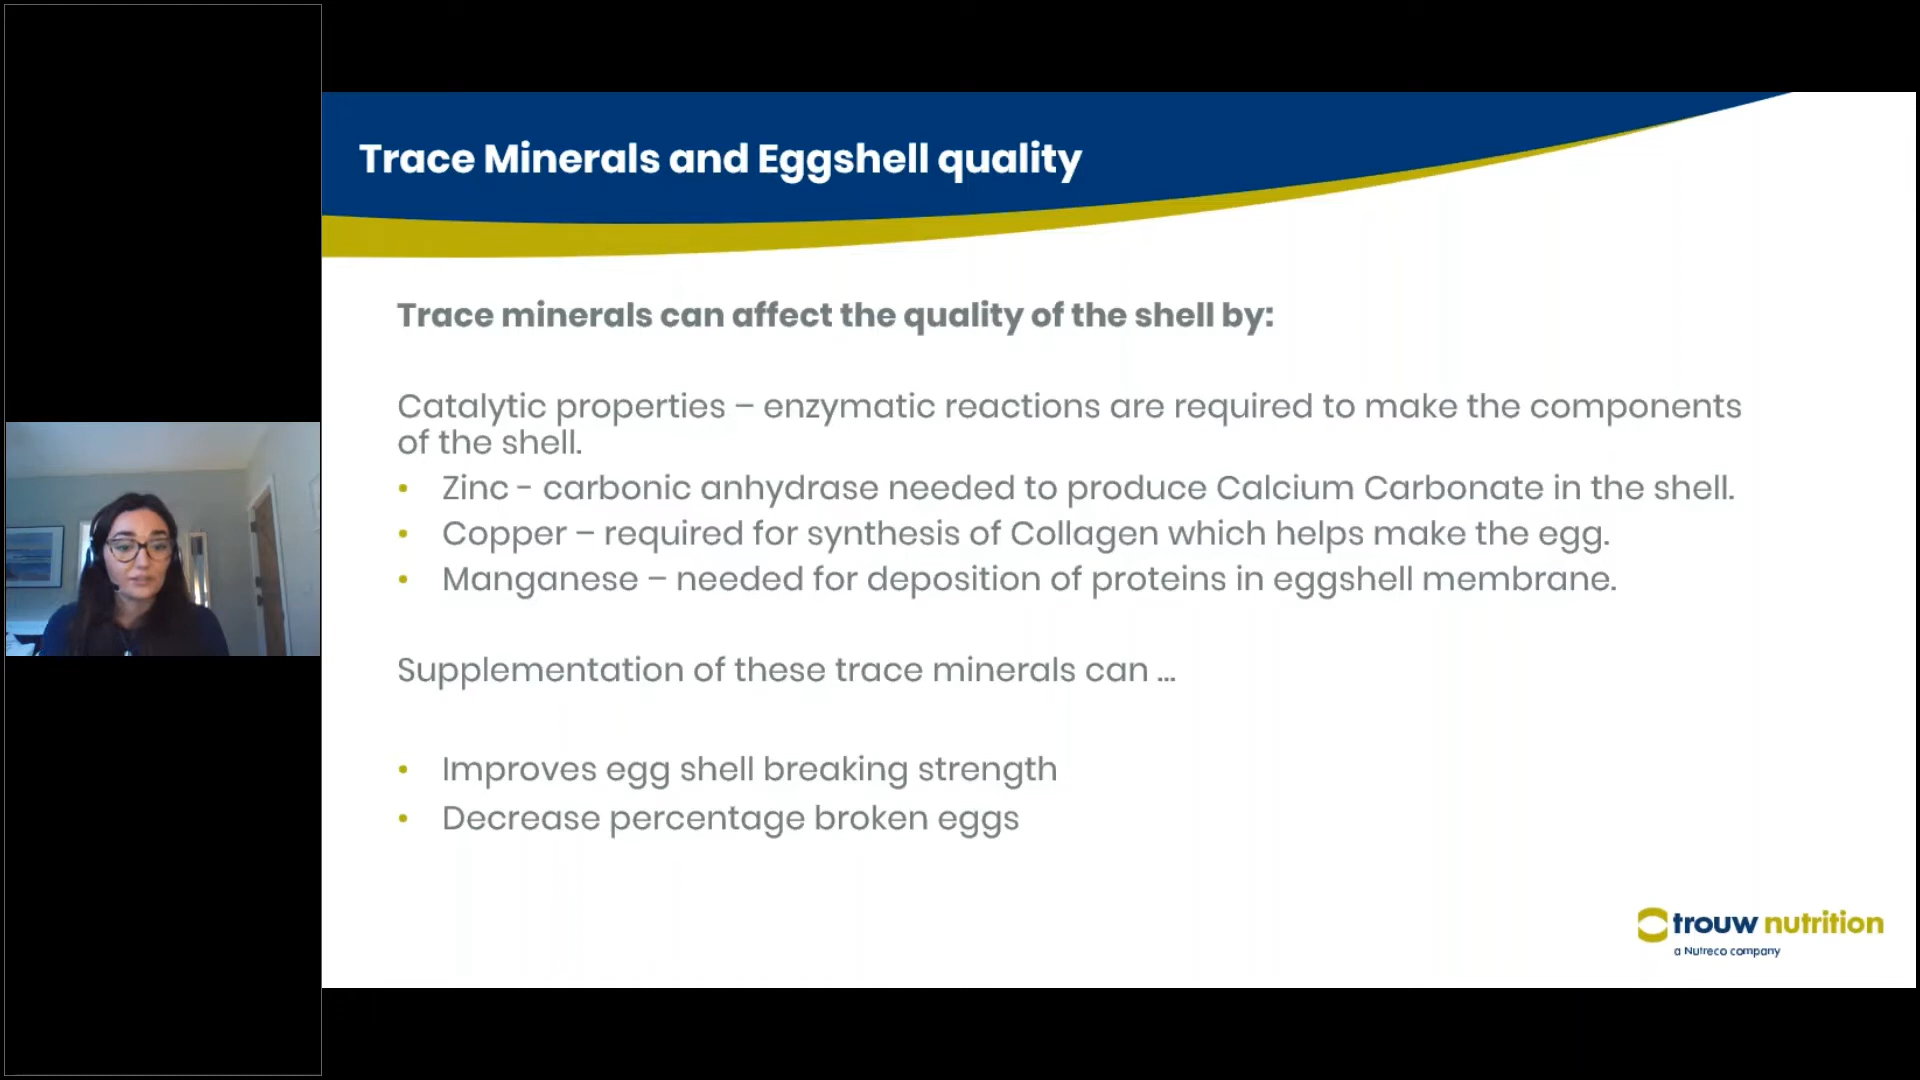 Trace Minerals and Eggshell quality
Trace minerals can affect the quality of the shell by:
Catalytic properties – enzymatic reactions are required to make the components
of the shell.
• Zinc - carbonic anhydrase needed to produce Calcium Carbonate in the shell.
• Copper – required for synthesis of Collagen which helps make the egg.
• Manganese – needed for deposition of proteins in eggshell membrane.
Supplementation of these trace minerals can ...
• Improves egg shell breaking strength
• Decrease percentage broken eggs
trouw nutrition
a Nutreco company